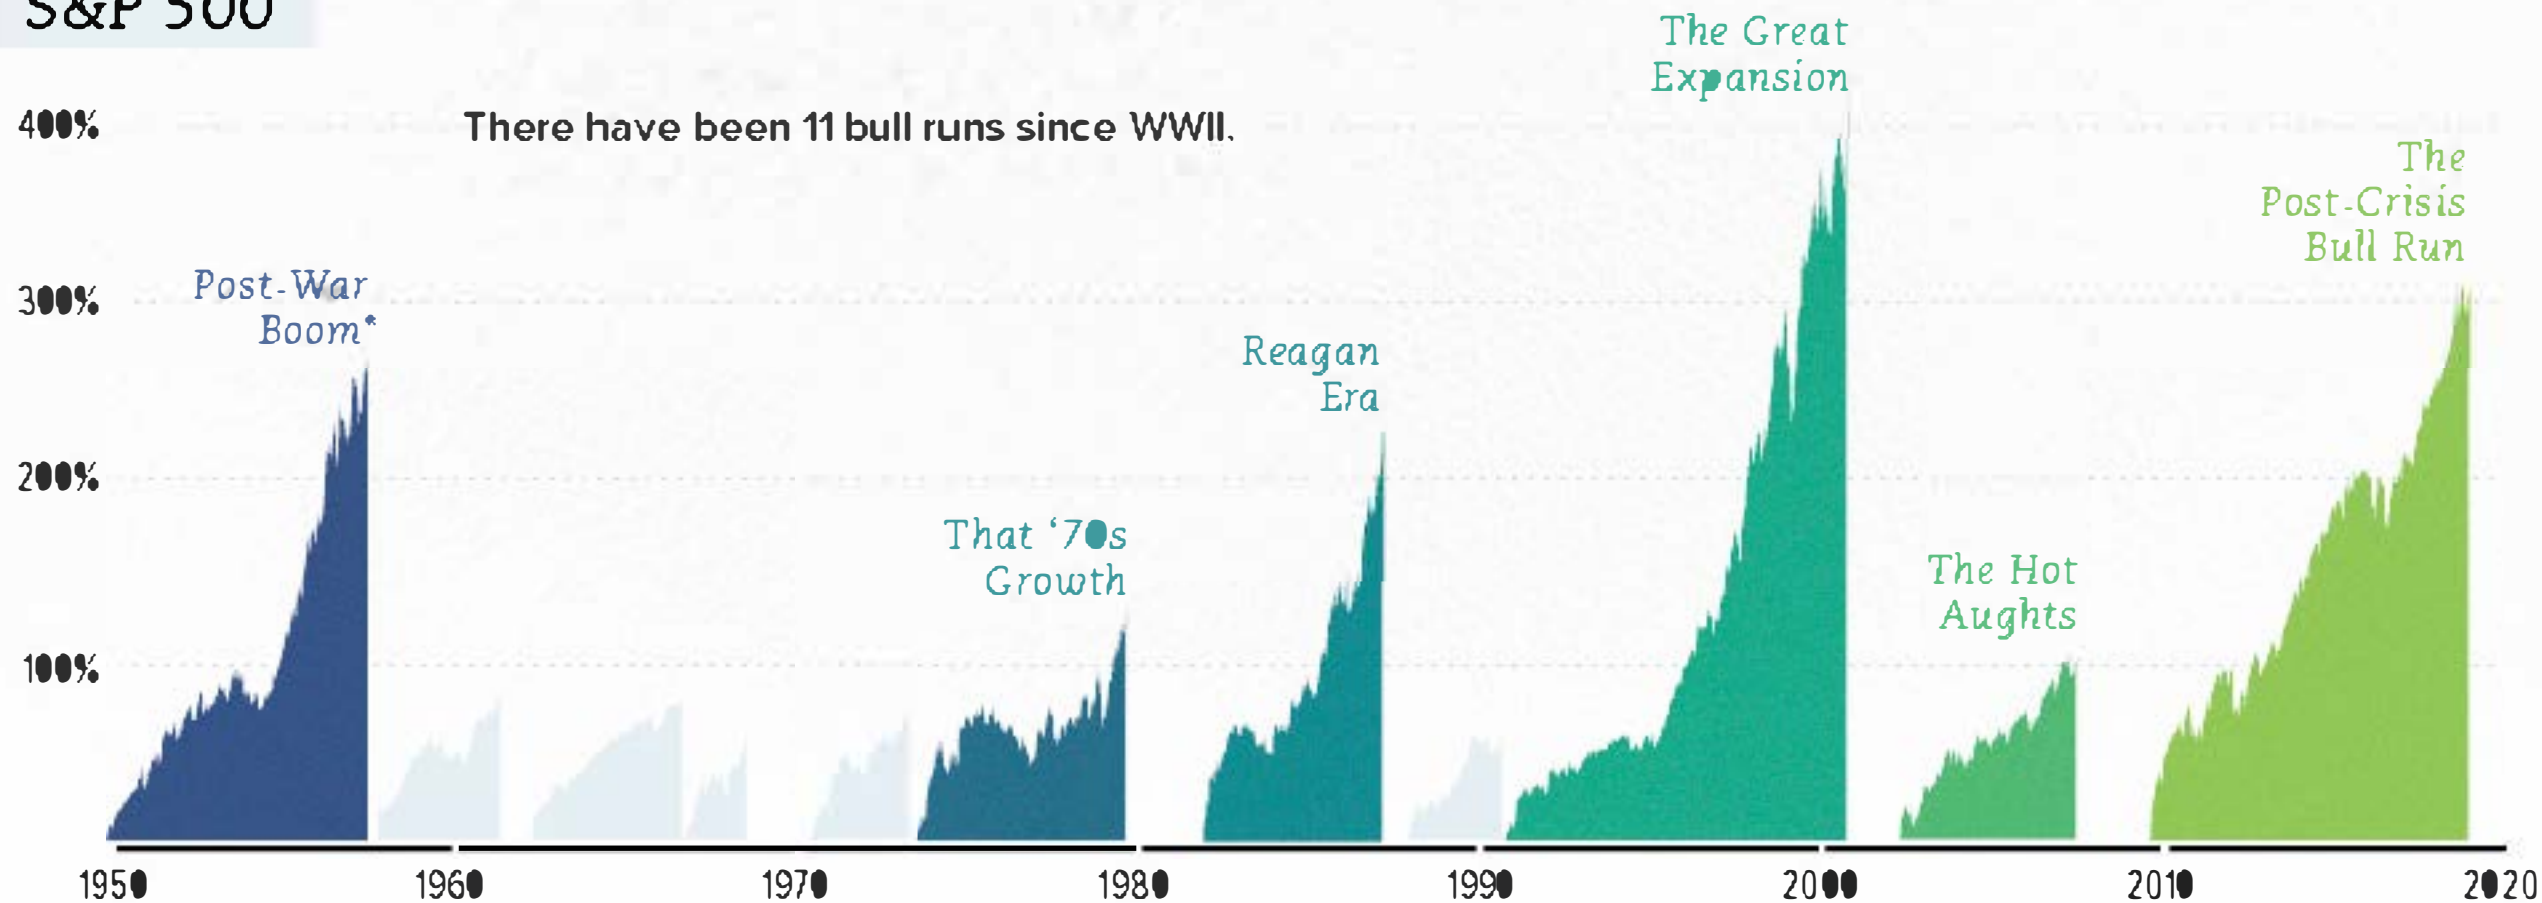 S&P 500
The Great
Expansion
400%
There have been 11 bull runs since WWII.
The
Post-Crisis
Bull Run
Post-War
Boom*
300%
Reagan
Era
200%
That ‘70s
Growth
The Hot
Aughts
100%
1950 1960 1970 1980 1990 2000 2010 2020